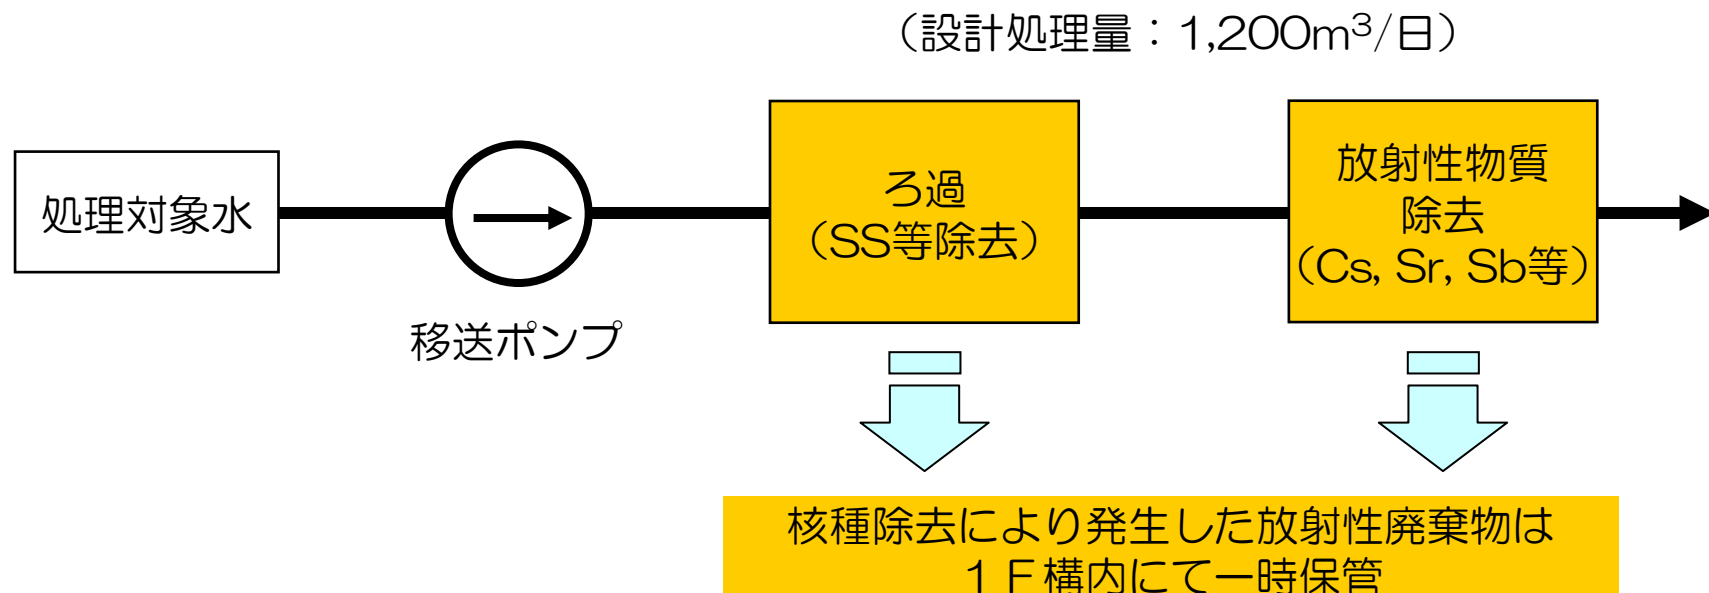 （設計処理量：1,200m³/日）
処理対象水
移送ポンプ
ろ過
（SS等除去）
放射性物質
除去
（Cs, Sr, Sb等）
核種除去により発生した放射性廃棄物は
１Ｆ構内にて一時保管